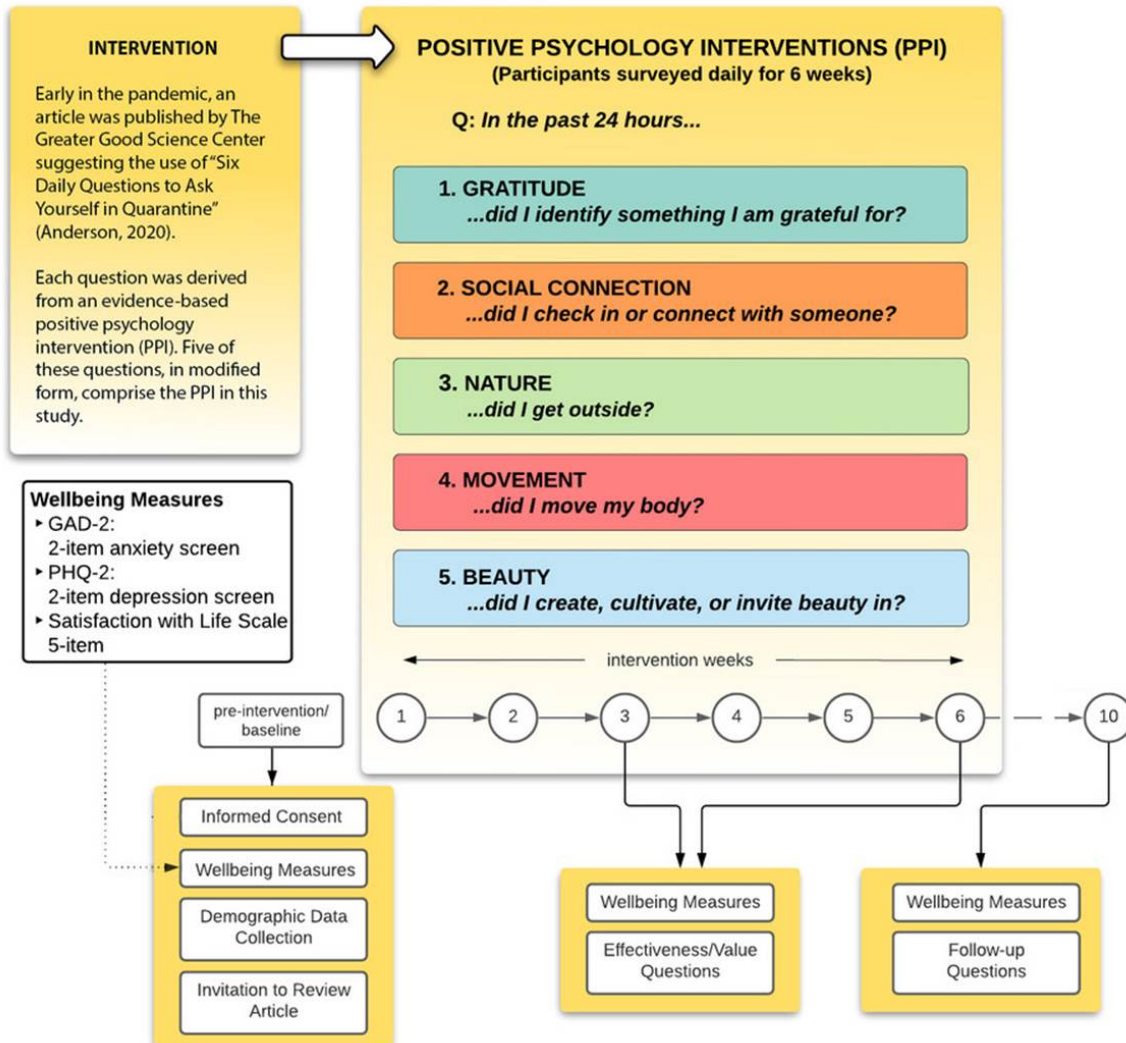 INTERVENTION
Early in the pandemic, an
article was published by The
Greater Good Science Center
suggesting the use of "Six
Daily Questions to Ask
Yourself in Quarantine"
(Anderson, 2020).
Each question was derived
from an evidence-based
positive psychology
intervention (PPI). Five of
these questions, in modified
form, comprise the PPI in this
study.
POSITIVE PSYCHOLOGY INTERVENTIONS (PPI)
(Participants surveyed daily for 6 weeks)
Q: In the past 24 hours...
1. GRATITUDE
...did I identify something I am grateful for?
2. SOCIAL CONNECTION
...did I check in or connect with someone?
3. NATURE
...did I get outside?
4. MOVEMENT
...did I move my body?
5. BEAUTY
...did I create, cultivate, or invite beauty in?
intervention weeks
1 2 3 4 5 6 10
Wellbeing Measures
‣ GAD-2:
2-item anxiety screen
‣ PHQ-2:
2-item depression screen
‣ Satisfaction with Life Scale
5-item
pre-intervention/
baseline
Informed Consent
Wellbeing Measures
Demographic Data
Collection
Invitation to Review
Article
Wellbeing Measures
Effectiveness/Value
Questions
Wellbeing Measures
Follow-up
Questions